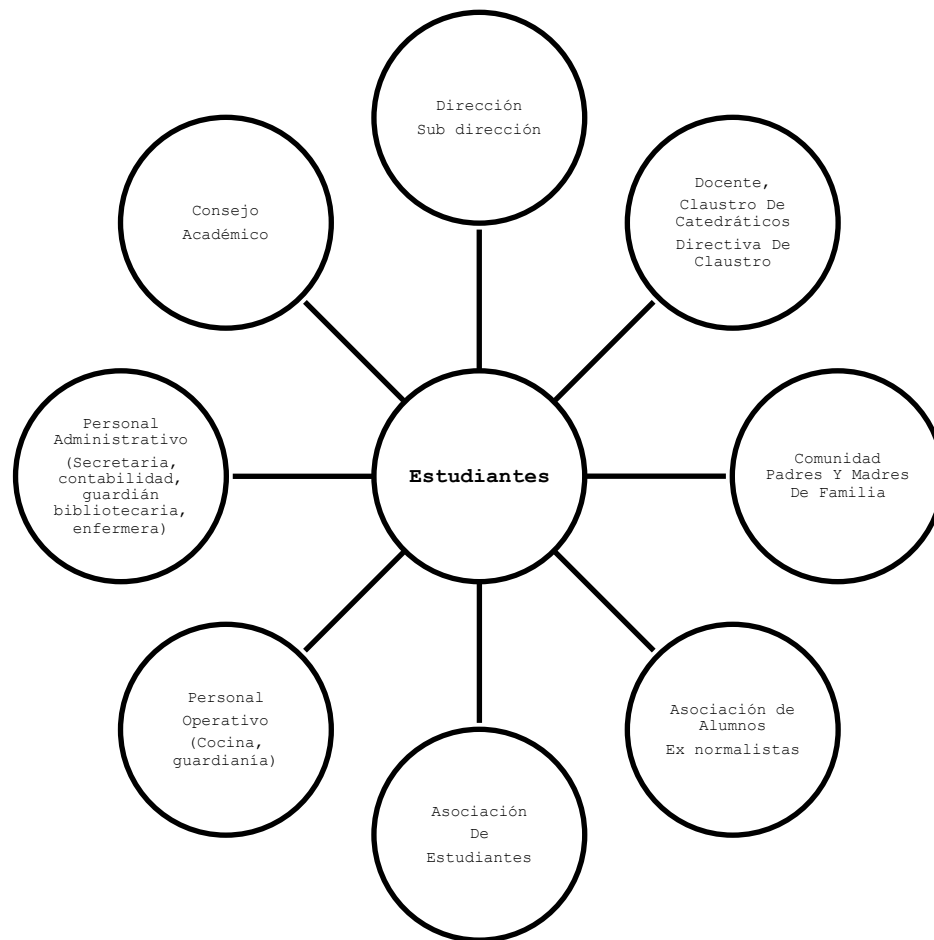 Dirección
Sub dirección
Docente,
Claustro De
Catedráticos
Directiva De
Claustro
Consejo
Académico
Personal
Administrativo
(Secretaria,
contabilidad,
guardián
bibliotecaria,
enfermera)
Estudiantes
Comunidad
Padres Y Madres
De Familia
Personal
Operativo
(Cocina,
guardianía)
Asociación de
Alumnos
Ex normalistas
Asociación
De
Estudiantes